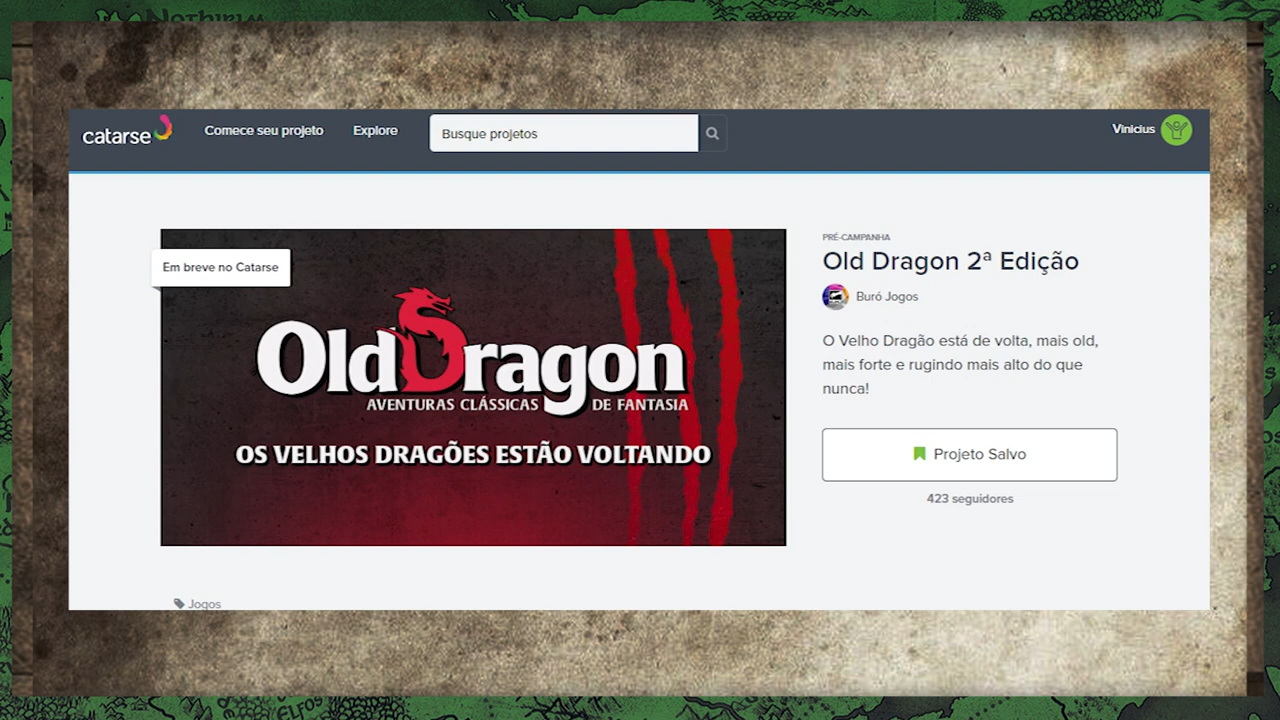 NOTHIRIM
catarse
Comece seu projeto
Explore
Busque projetos
Vinicius
Em breve no Catarse
OldDragon
AVENTURAS CLÁSSICAS DE FANTASIA
OS VELHOS DRAGÕES ESTÃO VOLTANDO
PRÉ-CAMPANHA
Old Dragon 2ª Edição
Buró Jogos
O Velho Dragão está de volta, mais old,
mais forte e rugindo mais alto do que
nunca!
Projeto Salvo
423 seguidores
Jogos